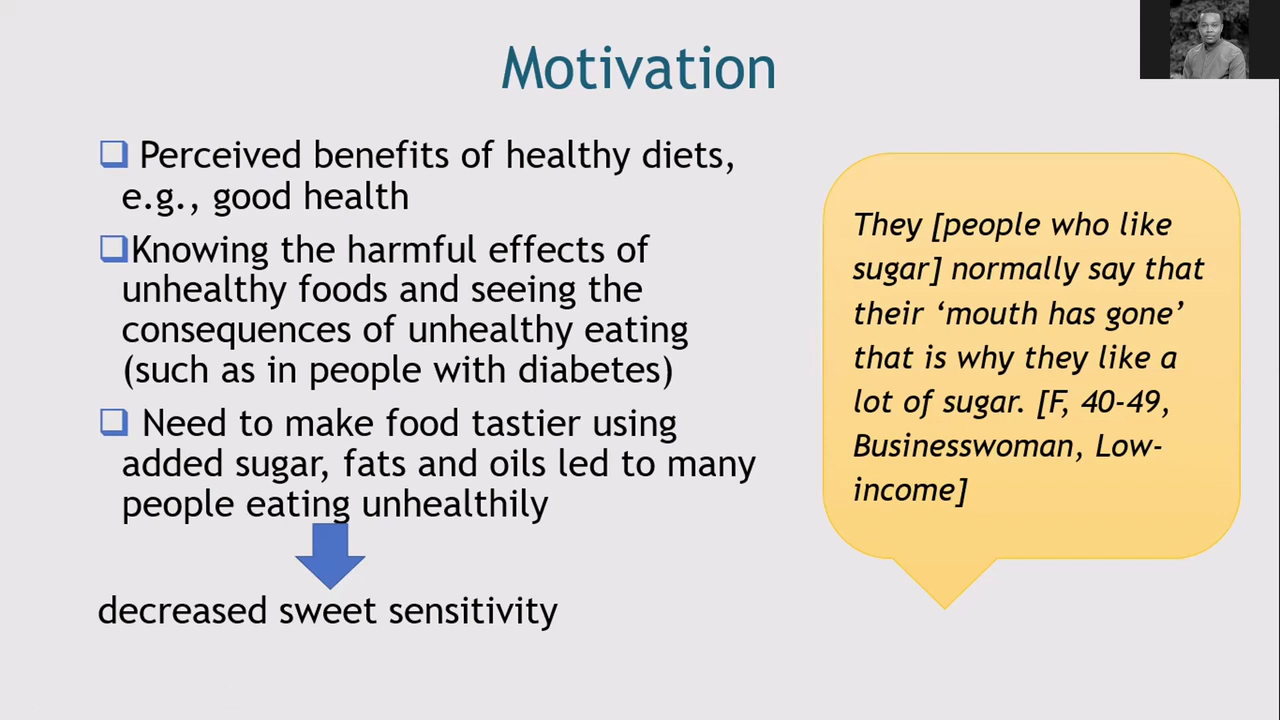 Motivation
Perceived benefits of healthy diets,
e.g., good health
Knowing the harmful effects of
unhealthy foods and seeing the
consequences of unhealthy eating
(such as in people with diabetes)
Need to make food tastier using
added sugar, fats and oils led to many
people eating unhealthily
decreased sweet sensitivity
They [people who like
sugar] normally say that
their ‘mouth has gone’
that is why they like a
lot of sugar. [F, 40-49,
Businesswoman, Low-
income]